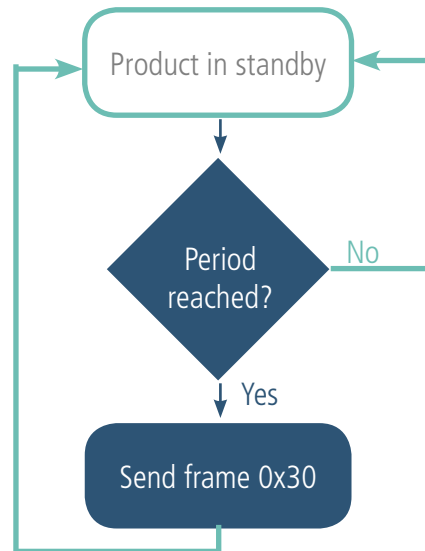 Product in standby
Period
reached?
No
Yes
Send frame 0x30